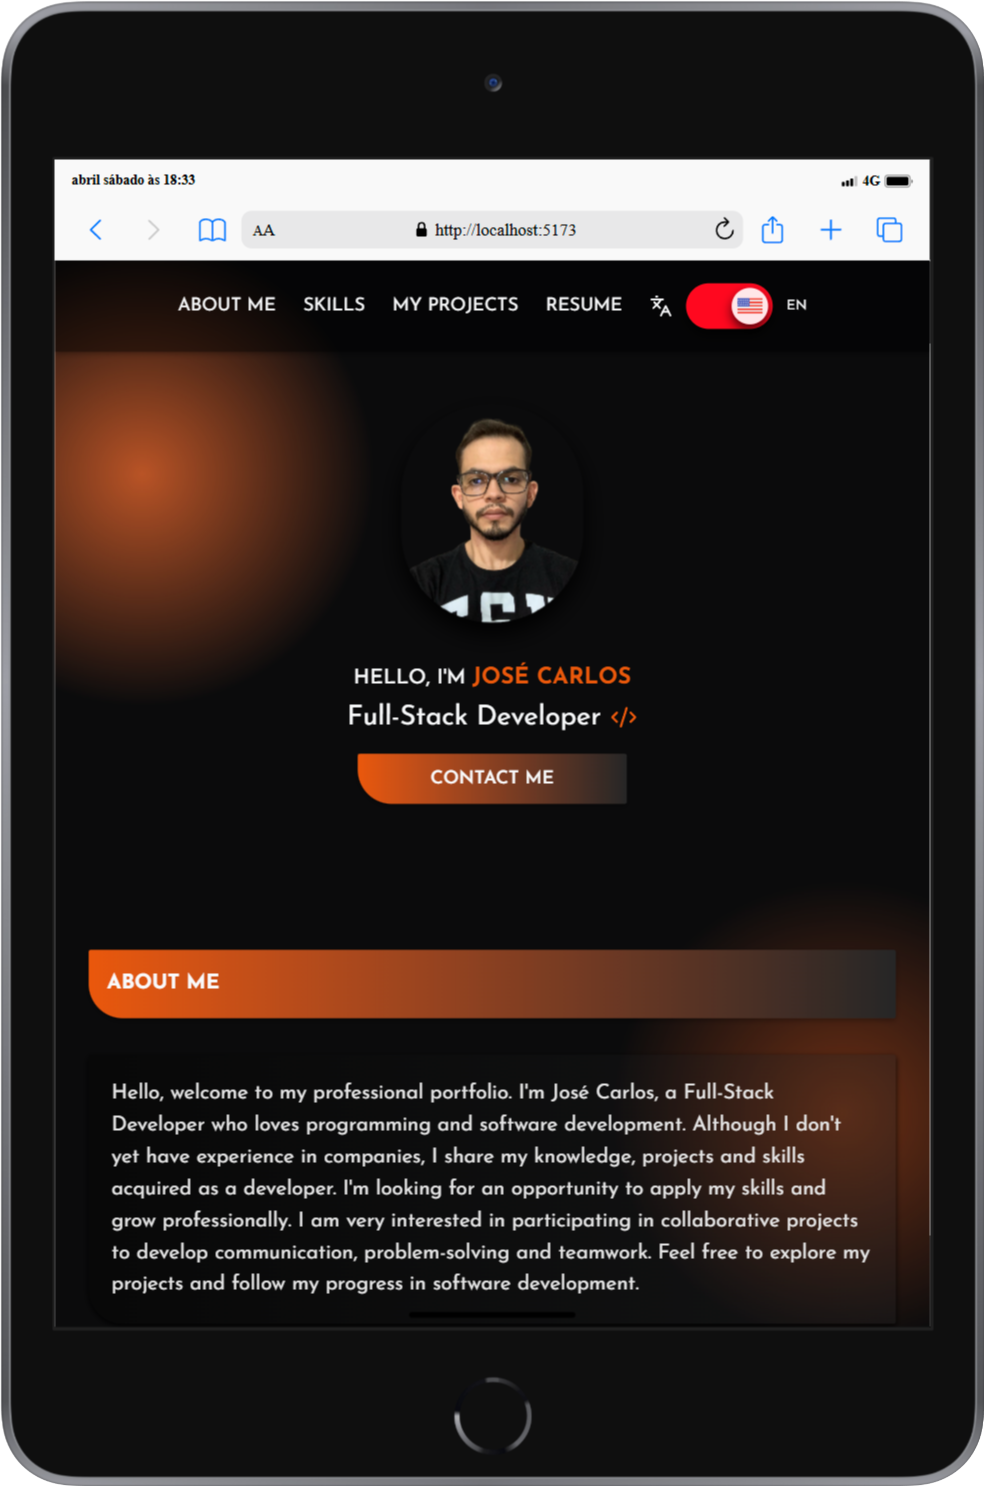 abril sábado às 18:33
4G
AA
http://localhost:5173
ABOUT ME SKILLS MY PROJECTS RESUME EN
HELLO, I'M JOSÉ CARLOS
Full-Stack Developer </>
CONTACT ME
ABOUT ME
Hello, welcome to my professional portfolio. I'm José Carlos, a Full-Stack
Developer who loves programming and software development. Although I don't
yet have experience in companies, I share my knowledge, projects and skills
acquired as a developer. I'm looking for an opportunity to apply my skills and
grow professionally. I am very interested in participating in collaborative projects
to develop communication, problem-solving and teamwork. Feel free to explore my
projects and follow my progress in software development.